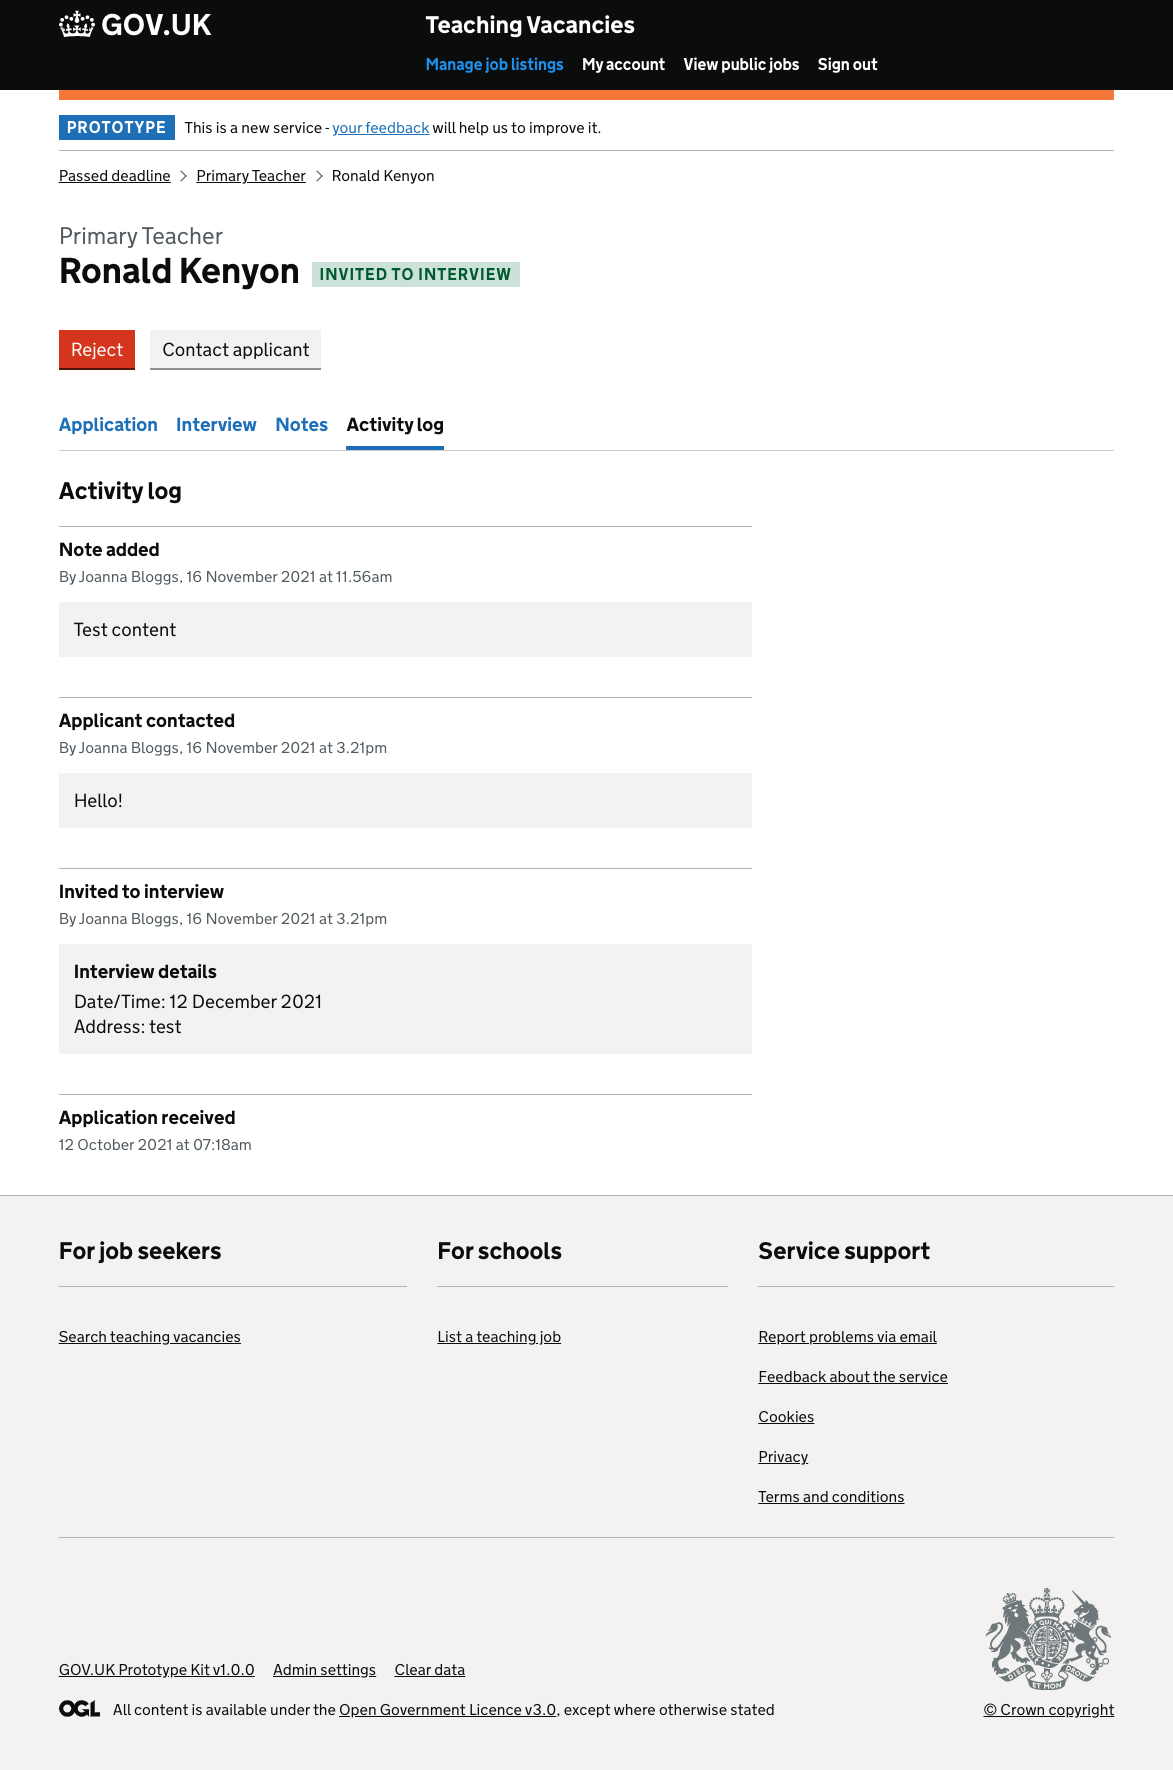 GOV.UK
Teaching Vacancies
Manage job listings My account View public jobs Sign out
PROTOTYPE This is a new service - your feedback will help us to improve it.
Passed deadline Primary Teacher Ronald Kenyon
Primary Teacher
Ronald Kenyon INVITED TO INTERVIEW
Reject Contact applicant
Application Interview Notes Activity log
Activity log
Note added
By Joanna Bloggs, 16 November 2021 at 11.56am
Test content
Applicant contacted
By Joanna Bloggs, 16 November 2021 at 3.21pm
Hello!
Invited to interview
By Joanna Bloggs, 16 November 2021 at 3.21pm
Interview details
Date/Time: 12 December 2021
Address: test
Application received
12 October 2021 at 07:18am
For job seekers
Search teaching vacancies
For schools
List a teaching job
Service support
Report problems via email
Feedback about the service
Cookies
Privacy
Terms and conditions
GOV.UK Prototype Kit v1.0.0 Admin settings Clear data
OGL All content is available under the Open Government Licence v3.0, except where otherwise stated
DIEU ET MON DROIT
© Crown copyright